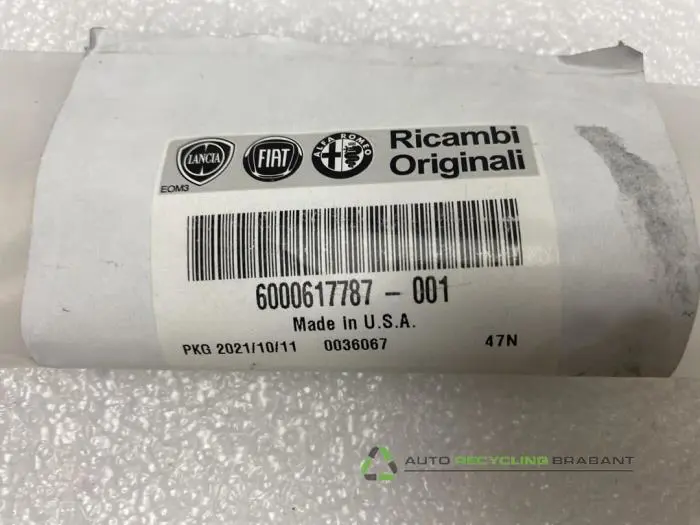 LANCIA
FIAT
ALFA ROMEO
Ricambi
Originali
EOM3
6000617787 - 001
Made in U.S.A.
PKG 2021/10/11 0036067 47N
AUTO RECYCLING BRABANT